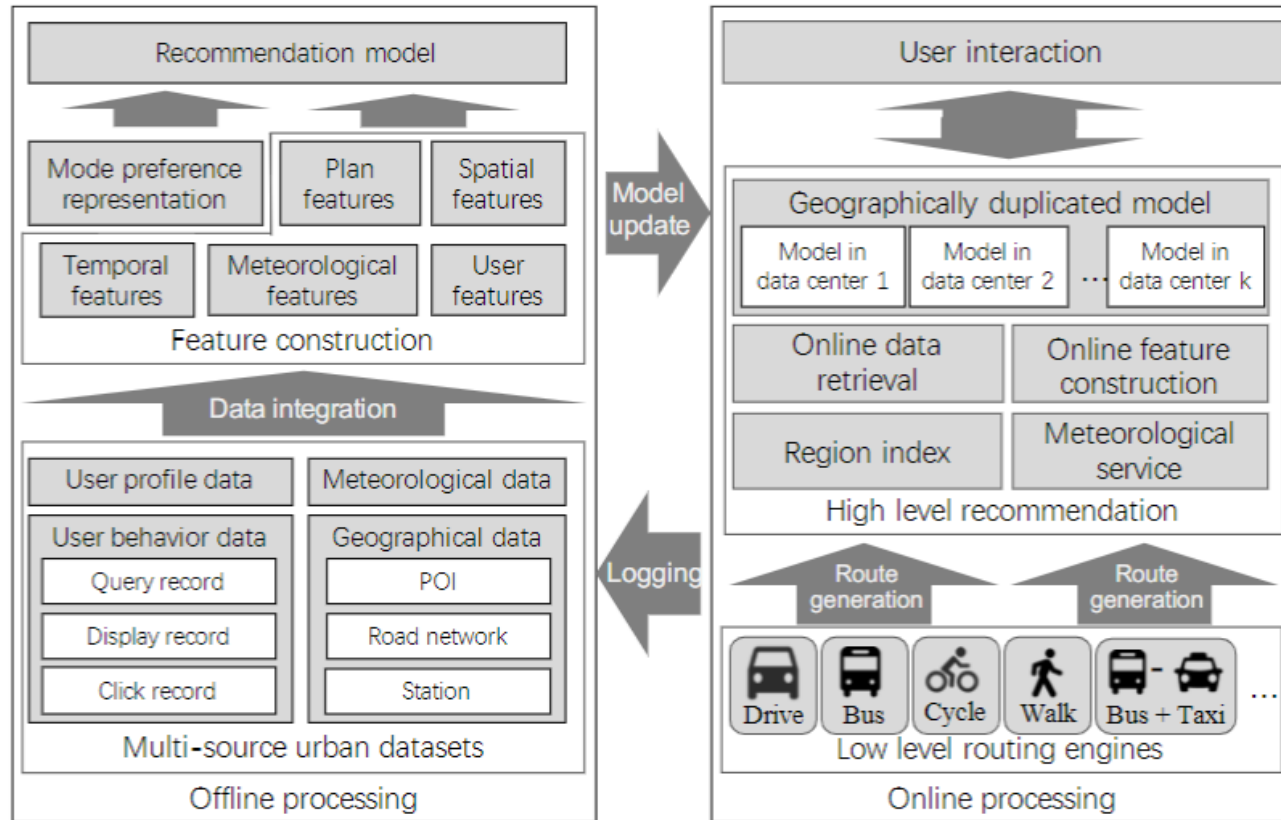 Recommendation model
Mode preference
representation
Plan
features
Spatial
features
Temporal
features
Meteorological
features
User
features
Feature construction
Data integration
User profile data
Meteorological data
User behavior data
Query record
Display record
Click record
Geographical data
POI
Road network
Station
Multi-source urban datasets
Offline processing
Model
update
Logging
User interaction
Geographically duplicated model
Model in
data center 1
Model in
data center 2
...
Model in
data center k
Online data
retrieval
Online feature
construction
Region index
Meteorological
service
High level recommendation
Route
generation
Route
generation
Drive
Bus
Cycle
Walk
Bus + Taxi
...
Low level routing engines
Online processing